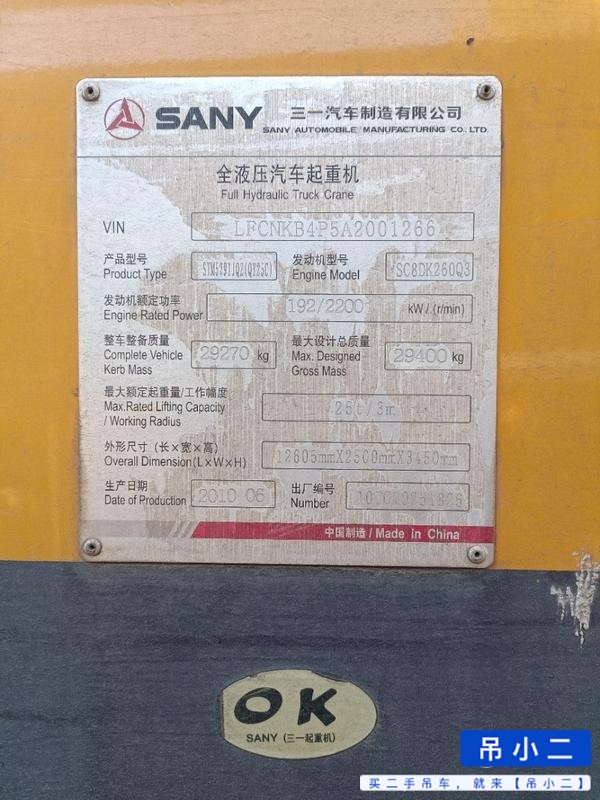 SANY 三一汽车制造有限公司
SANY AUTOMOBILE MANUFACTURING CO. LTD.
全液压汽车起重机
Full Hydraulic Truck Crane
VIN LFCNKB4P5A2001266
产品型号 发动机型号
Product Type Engine Model SC8DK260Q3
发动机额定功率
Engine Rated Power 192/2200 kW/(r/min)
整车整备质量 最大设计总质量
Complete Vehicle Kerb Mass 29270 kg Max. Designed Gross Mass 29400 kg
最大额定起重量/工作幅度
Max.Rated Lifting Capacity
/ Working Radius 25t/3m
外形尺寸（长×宽×高）
Overall Dimension(L×W×H) 12605mmX2500mmX3450mm
生产日期 出厂编号
Date of Production 2010 06 Number
中国制造/Made in China
OK
SANY (三一起重机)
吊小二
买二手吊车，就来【吊小二】